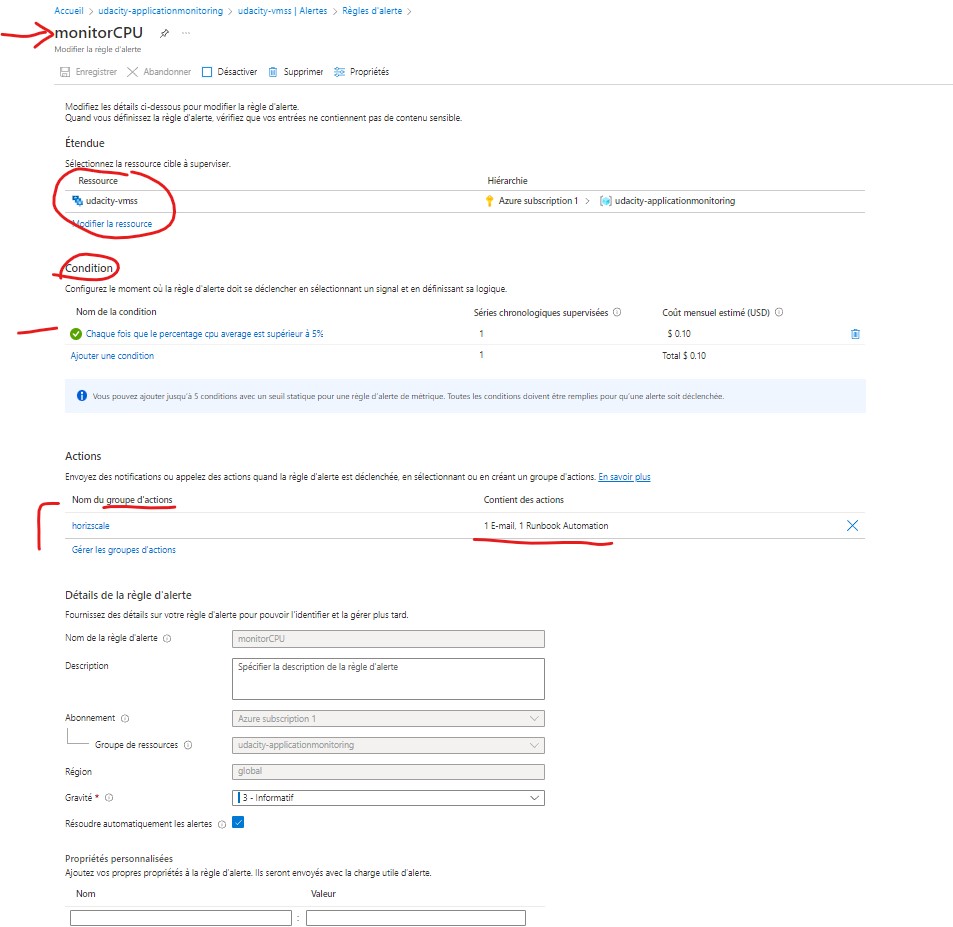 Accueil > udacity-applicationmonitoring > udacity-vmss | Alertes > Règles d'alerte >
monitorCPU ...
Modifier la règle d'alerte
Enregistrer Abandonner Désactiver Supprimer Propriétés
Modifiez les détails ci-dessous pour modifier la règle d'alerte.
Quand vous définissez la règle d'alerte, vérifiez que vos entrées ne contiennent pas de contenu sensible.
Étendue
Sélectionnez la ressource cible à superviser.
Ressource Hiérarchie
udacity-vmss Azure subscription 1 > udacity-applicationmonitoring
Modifier la ressource
Condition
Configurez le moment où la règle d'alerte doit se déclencher en sélectionnant un signal et en définissant sa logique.
Nom de la condition Séries chronologiques supervisées Coût mensuel estimé (USD)
Chaque fois que le percentage cpu average est supérieur à 5% 1 $ 0.10
Ajouter une condition 1 Total $ 0.10
Vous pouvez ajouter jusqu'à 5 conditions avec un seuil statique pour une règle d'alerte de métrique. Toutes les conditions doivent être remplies pour qu'une alerte soit déclenchée.
Actions
Envoyez des notifications ou appelez des actions quand la règle d'alerte est déclenchée, en sélectionnant ou en créant un groupe d'actions. En savoir plus
Nom du groupe d'actions Contient des actions
horizscale 1 E-mail, 1 Runbook Automation
Gérer les groupes d'actions
Détails de la règle d'alerte
Fournissez des détails sur votre règle d'alerte pour pouvoir l'identifier et la gérer plus tard.
Nom de la règle d'alerte monitorCPU
Description Spécifier la description de la règle d'alerte
Abonnement Azure subscription 1
Groupe de ressources udacity-applicationmonitoring
Région global
Gravité * 3 - Informatif
Résoudre automatiquement les alertes
Propriétés personnalisées
Ajoutez vos propres propriétés à la règle d'alerte. Ils seront envoyés avec la charge utile d'alerte.
Nom Valeur
: